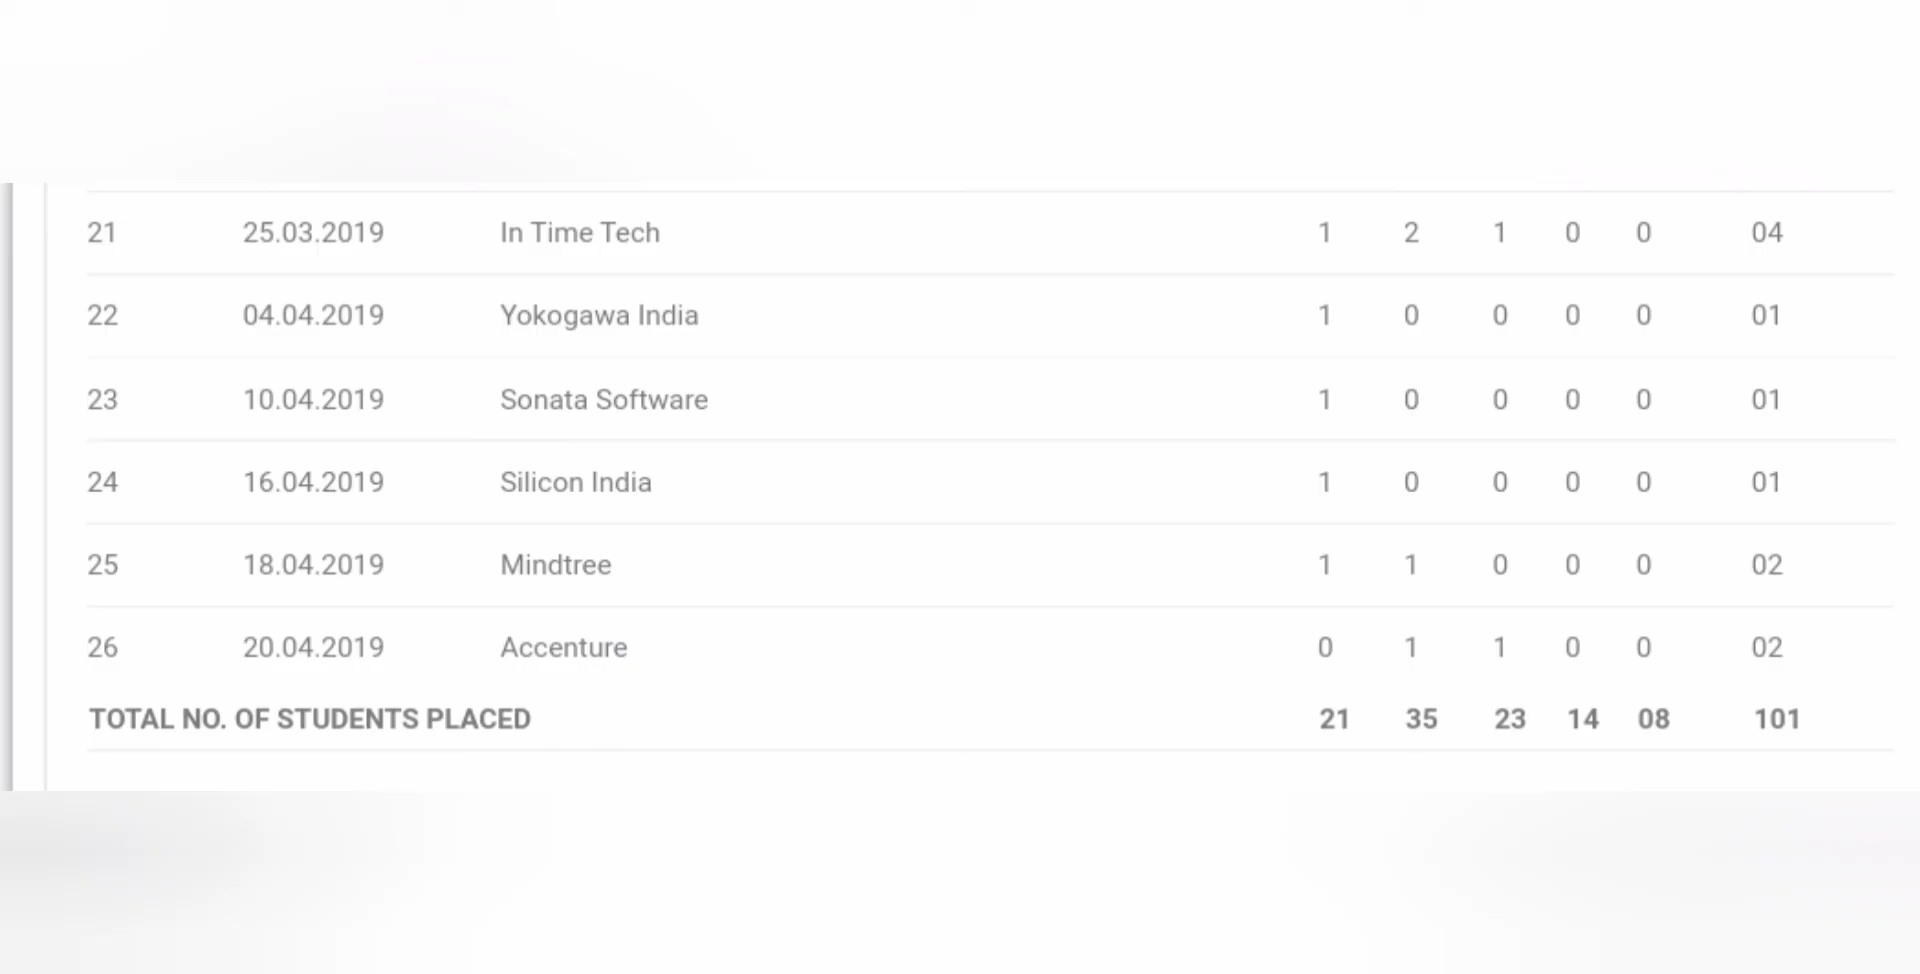 21 25.03.2019 In Time Tech 1 2 1 0 0 04
22 04.04.2019 Yokogawa India 1 0 0 0 0 01
23 10.04.2019 Sonata Software 1 0 0 0 0 01
24 16.04.2019 Silicon India 1 0 0 0 0 01
25 18.04.2019 Mindtree 1 1 0 0 0 02
26 20.04.2019 Accenture 0 1 1 0 0 02
TOTAL NO. OF STUDENTS PLACED 21 35 23 14 08 101